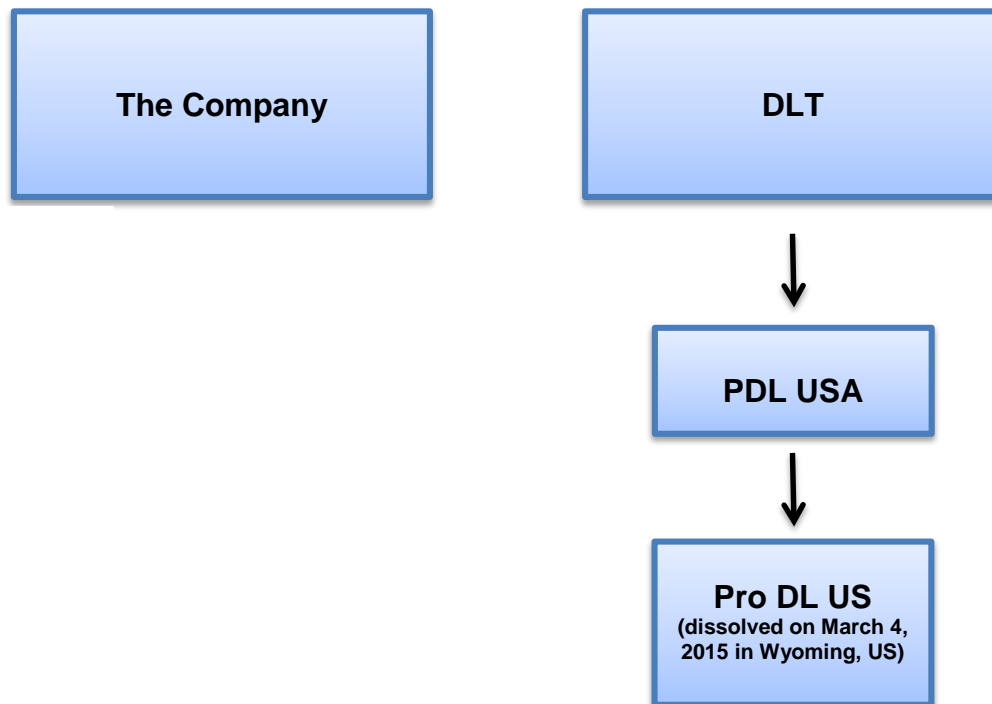 The Company
DLT
PDL USA
Pro DL US
(dissolved on March 4,
2015 in Wyoming, US)